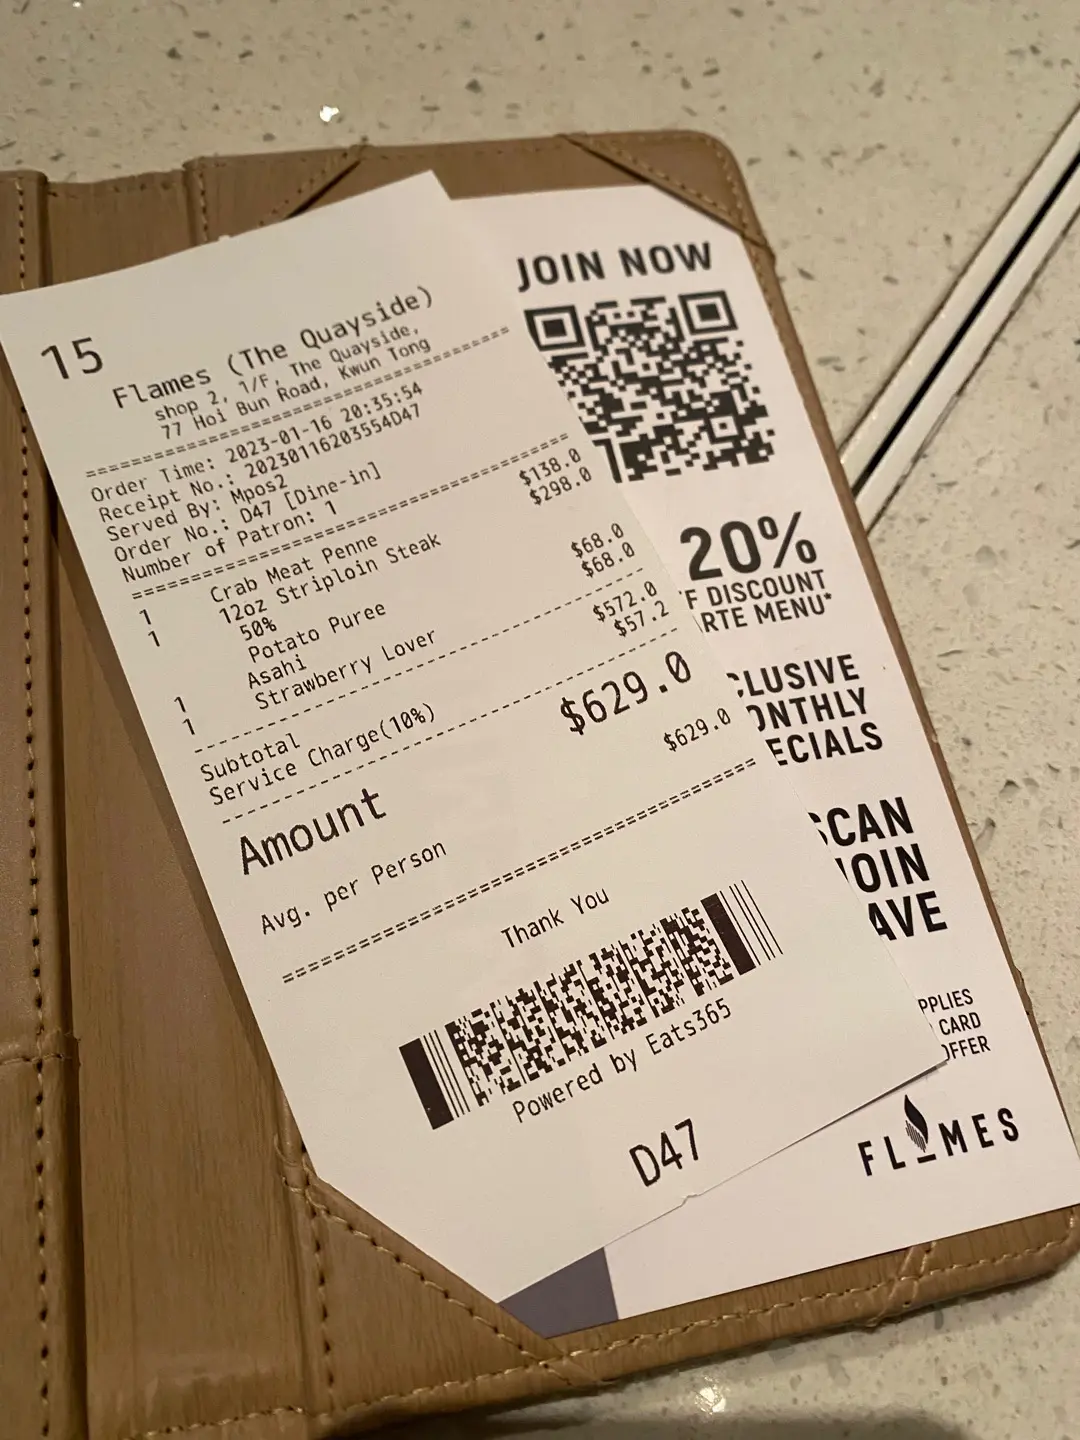 15
Flames (The Quayside)
shop 2, 1/F, The Quayside,
77 Hoi Bun Road, Kwun Tong
Order Time: 2023-01-16 20:35:54
Receipt No.: 20230116203554D47
Served By: Mpos2
Order No.: D47 [Dine-in]
Number of Patron: 1
1 Crab Meat Penne $138.0
1 12oz Striploin Steak $298.0
50%
Potato Puree
1 Asahi $68.0
1 Strawberry Lover $68.0
Subtotal $572.0
Service Charge(10%) $57.2
Amount $629.0
Avg. per Person $629.0
Thank You
Powered by Eats365
D47
JOIN NOW
20%
F DISCOUNT
RTE MENU*
CLUSIVE
ONTHLY
ECIALS
SCAN
JOIN
AVE
PPLIES
CARD
OFFER
FLAMES